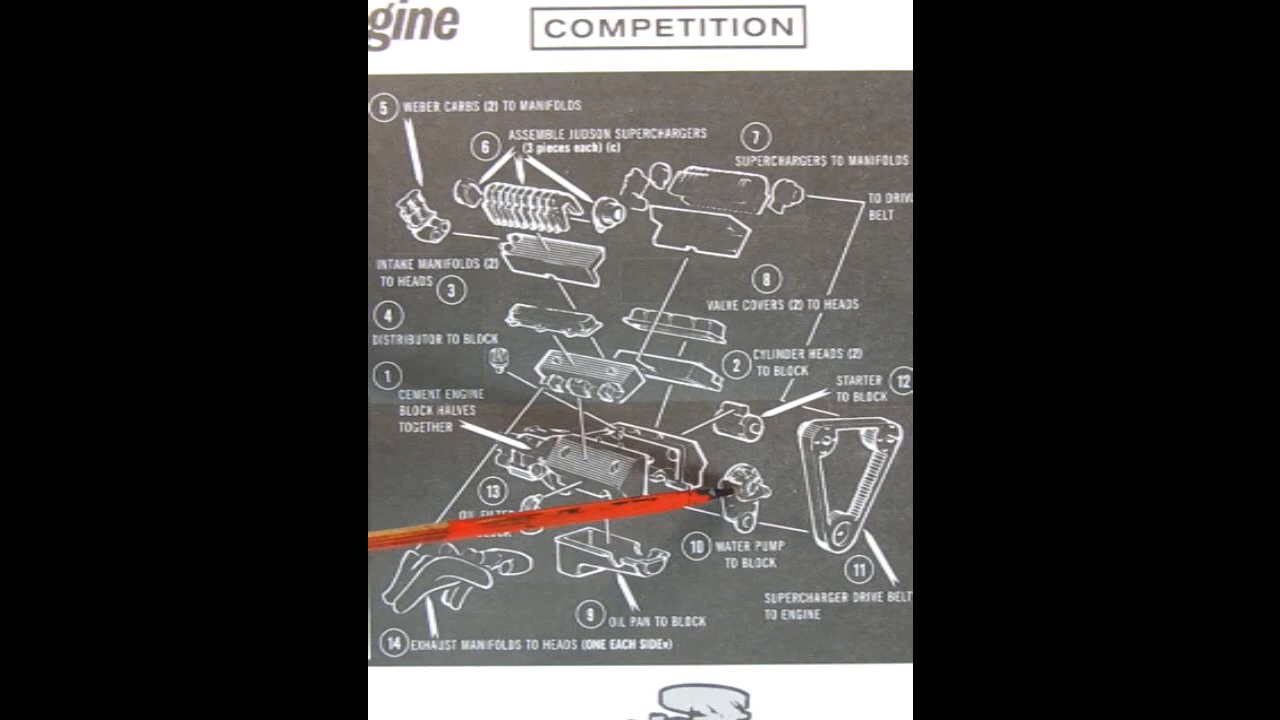 gine
COMPETITION
5 WEBER CARBS (2) TO MANIFOLDS
6 ASSEMBLE JUDSON SUPERCHARGERS
(3 pieces each) (c)
7
SUPERCHARGERS TO MANIFOLDS
TO DRIV
BELT
INTAKE MANIFOLDS (2)
TO HEADS 3
8
VALVE COVERS (2) TO HEADS
4
DISTRIBUTOR TO BLOCK
2 CYLINDER HEADS (2)
TO BLOCK
1
CEMENT ENGINE
BLOCK HALVES
TOGETHER
STARTER 12
TO BLOCK
13
OIL FILTER
10 WATER PUMP
TO BLOCK
11
SUPERCHARGER DRIVE BELT
TO ENGINE
9 OIL PAN TO BLOCK
14 EXHAUST MANIFOLDS TO HEADS (ONE EACH SIDE)